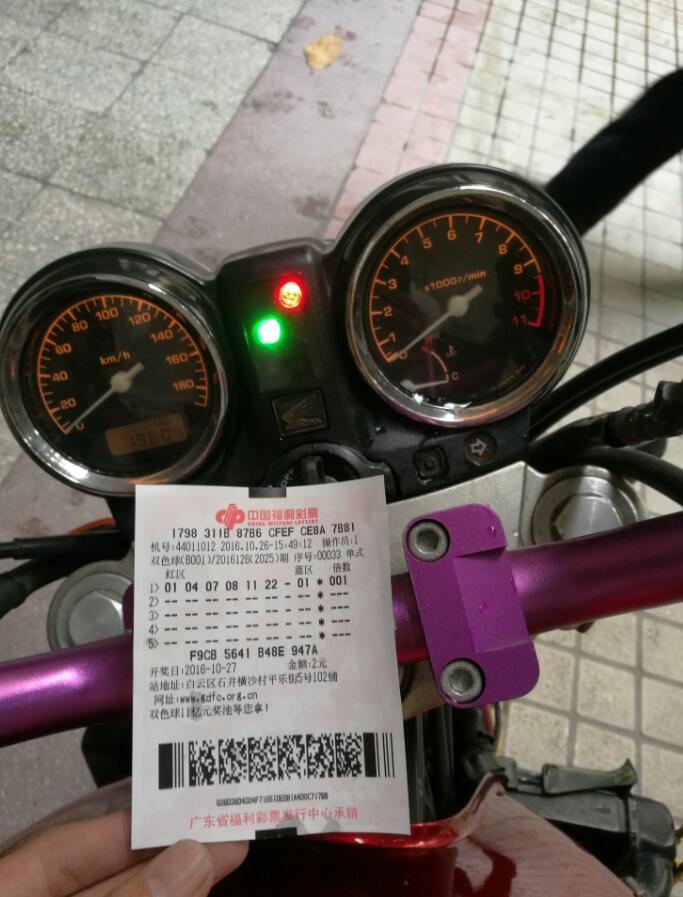 20 40 60 80 100 120 140 160 180
km/h
1 2 3 4 5 6 7 8 9 10 11
x1000r/min
H
C
中国福利彩票
CHINA WELFARE LOTTERY
1798 311B 87B6 CFEF CE8A 7B81
机号:44011012 2016.10.26-15:49:12 操作员:1
双色球(B001)/2016126(2025)期 序号:00033 单式
红区 蓝区 倍数
1) 01 04 07 08 11 22 - 01 * 001
2) -- -- -- -- -- -- - -- * ---
3) -- -- -- -- -- -- - -- * ---
4) -- -- -- -- -- -- - -- * ---
5) -- -- -- -- -- -- - -- * ---
F9CB 5641 B48E 947A
开奖日:2016-10-27 金额:2元
站地址:白云区石井横沙村平乐街5号102铺
网址:www.gdfc.org.cn
双色球11亿元奖池等您拿!
广东省福利彩票发行中心承销